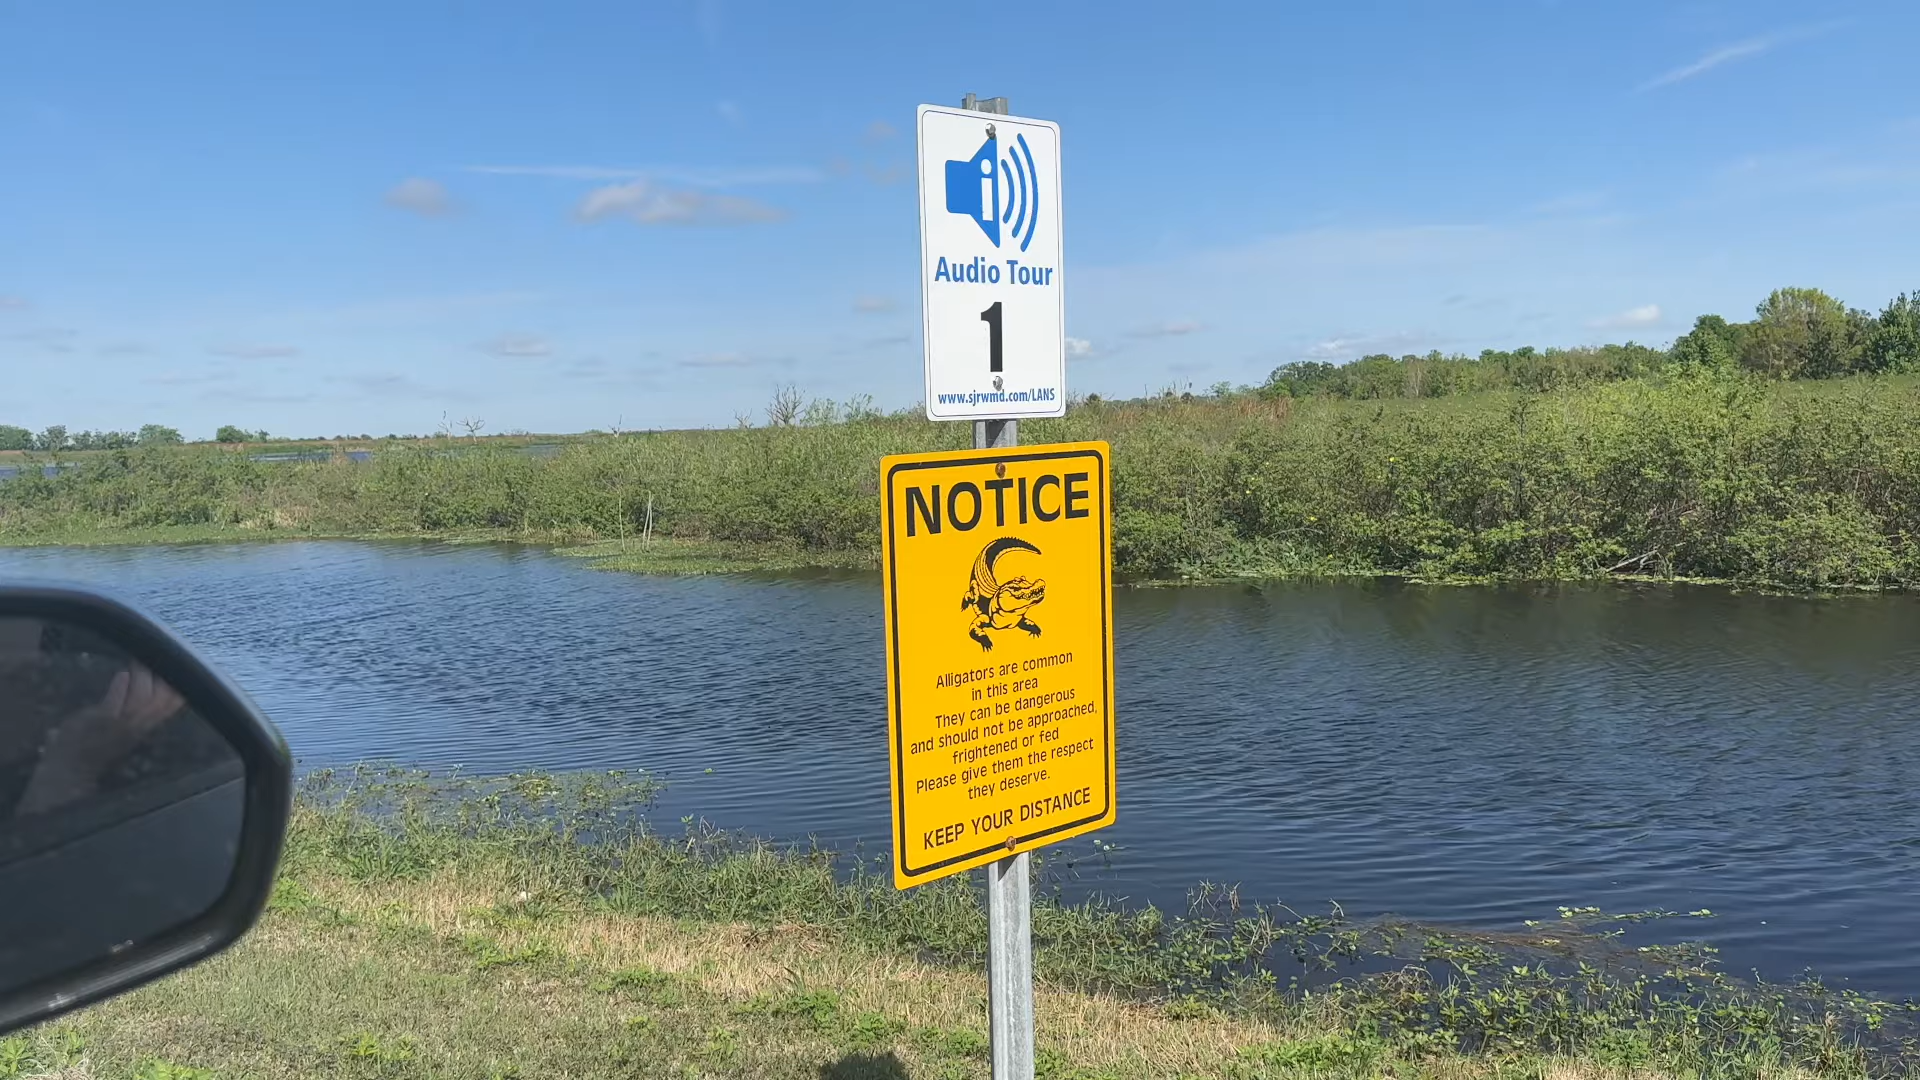 i
Audio Tour
1
www.sjrwmd.com/LANS
NOTICE
Alligators are common
in this area
They can be dangerous
and should not be approached,
frightened or fed
Please give them the respect
they deserve.
KEEP YOUR DISTANCE